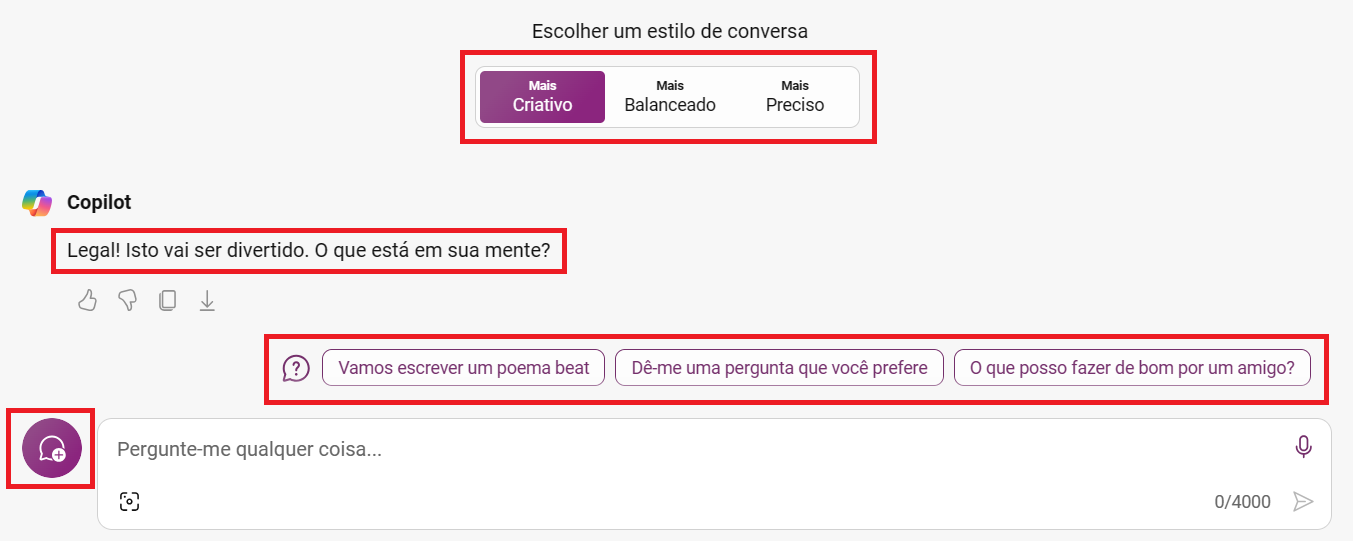 Escolher um estilo de conversa
Mais Mais Mais
Criativo Balanceado Preciso
Copilot
Legal! Isto vai ser divertido. O que está em sua mente?
Vamos escrever um poema beat Dê-me uma pergunta que você prefere O que posso fazer de bom por um amigo?
Pergunte-me qualquer coisa...
0/4000